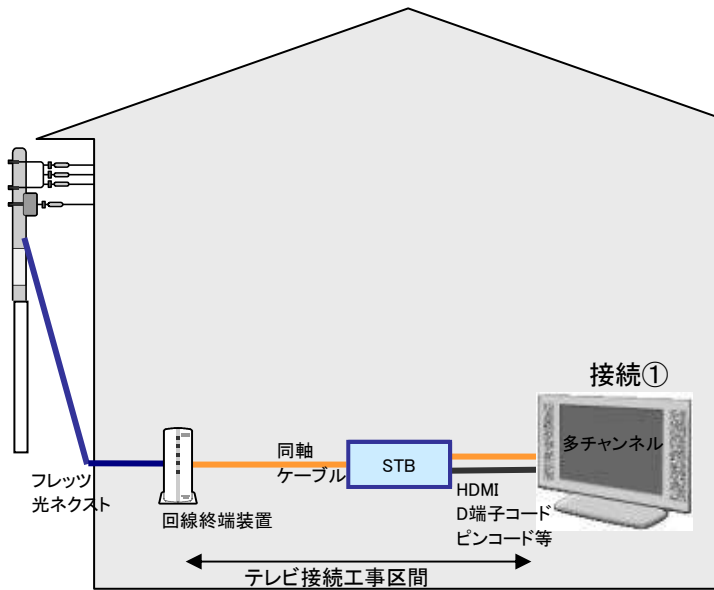 接続①
多チャンネル
同軸
ケーブル
STB
フレッツ
光ネクスト
回線終端装置
HDMI
D端子コード
ピンコード等
テレビ接続工事区間